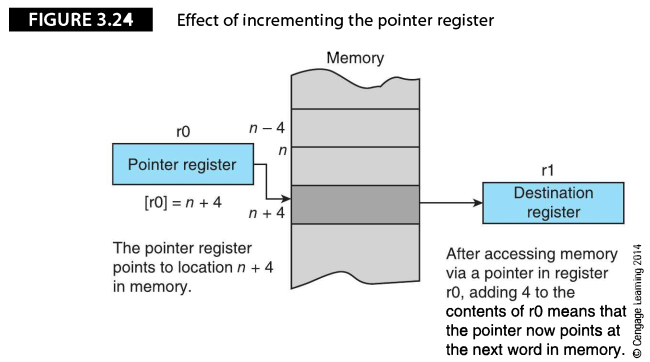 FIGURE 3.24 Effect of incrementing the pointer register
Memory
r0
Pointer register
[r0] = n + 4
n – 4
n
n + 4
The pointer register
points to location n + 4
in memory.
r1
Destination
register
After accessing memory
via a pointer in register
r0, adding 4 to the
contents of r0 means that
the pointer now points at
the next word in memory.
© Cengage Learning 2014